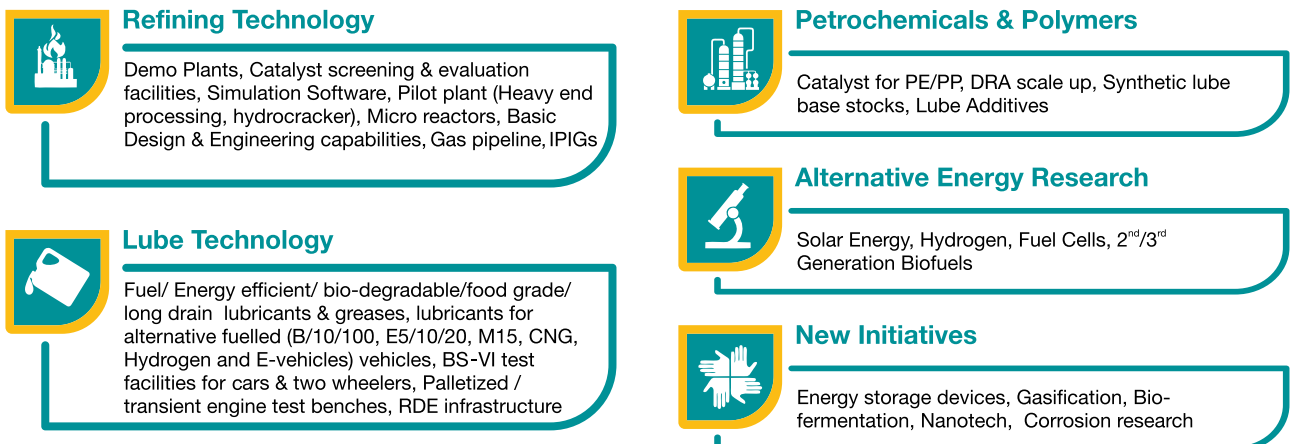 Refining Technology
Demo Plants, Catalyst screening & evaluation
facilities, Simulation Software, Pilot plant (Heavy end
processing, hydrocracker), Micro reactors, Basic
Design & Engineering capabilities, Gas pipeline, IPIGs
Lube Technology
Fuel/ Energy efficient/ bio-degradable/food grade/
long drain lubricants & greases, lubricants for
alternative fuelled (B/10/100, E5/10/20, M15, CNG,
Hydrogen and E-vehicles) vehicles, BS-VI test
facilities for cars & two wheelers, Palletized /
transient engine test benches, RDE infrastructure
Petrochemicals & Polymers
Catalyst for PE/PP, DRA scale up, Synthetic lube
base stocks, Lube Additives
Alternative Energy Research
Solar Energy, Hydrogen, Fuel Cells, 2nd/3rd
Generation Biofuels
New Initiatives
Energy storage devices, Gasification, Bio-
fermentation, Nanotech, Corrosion research